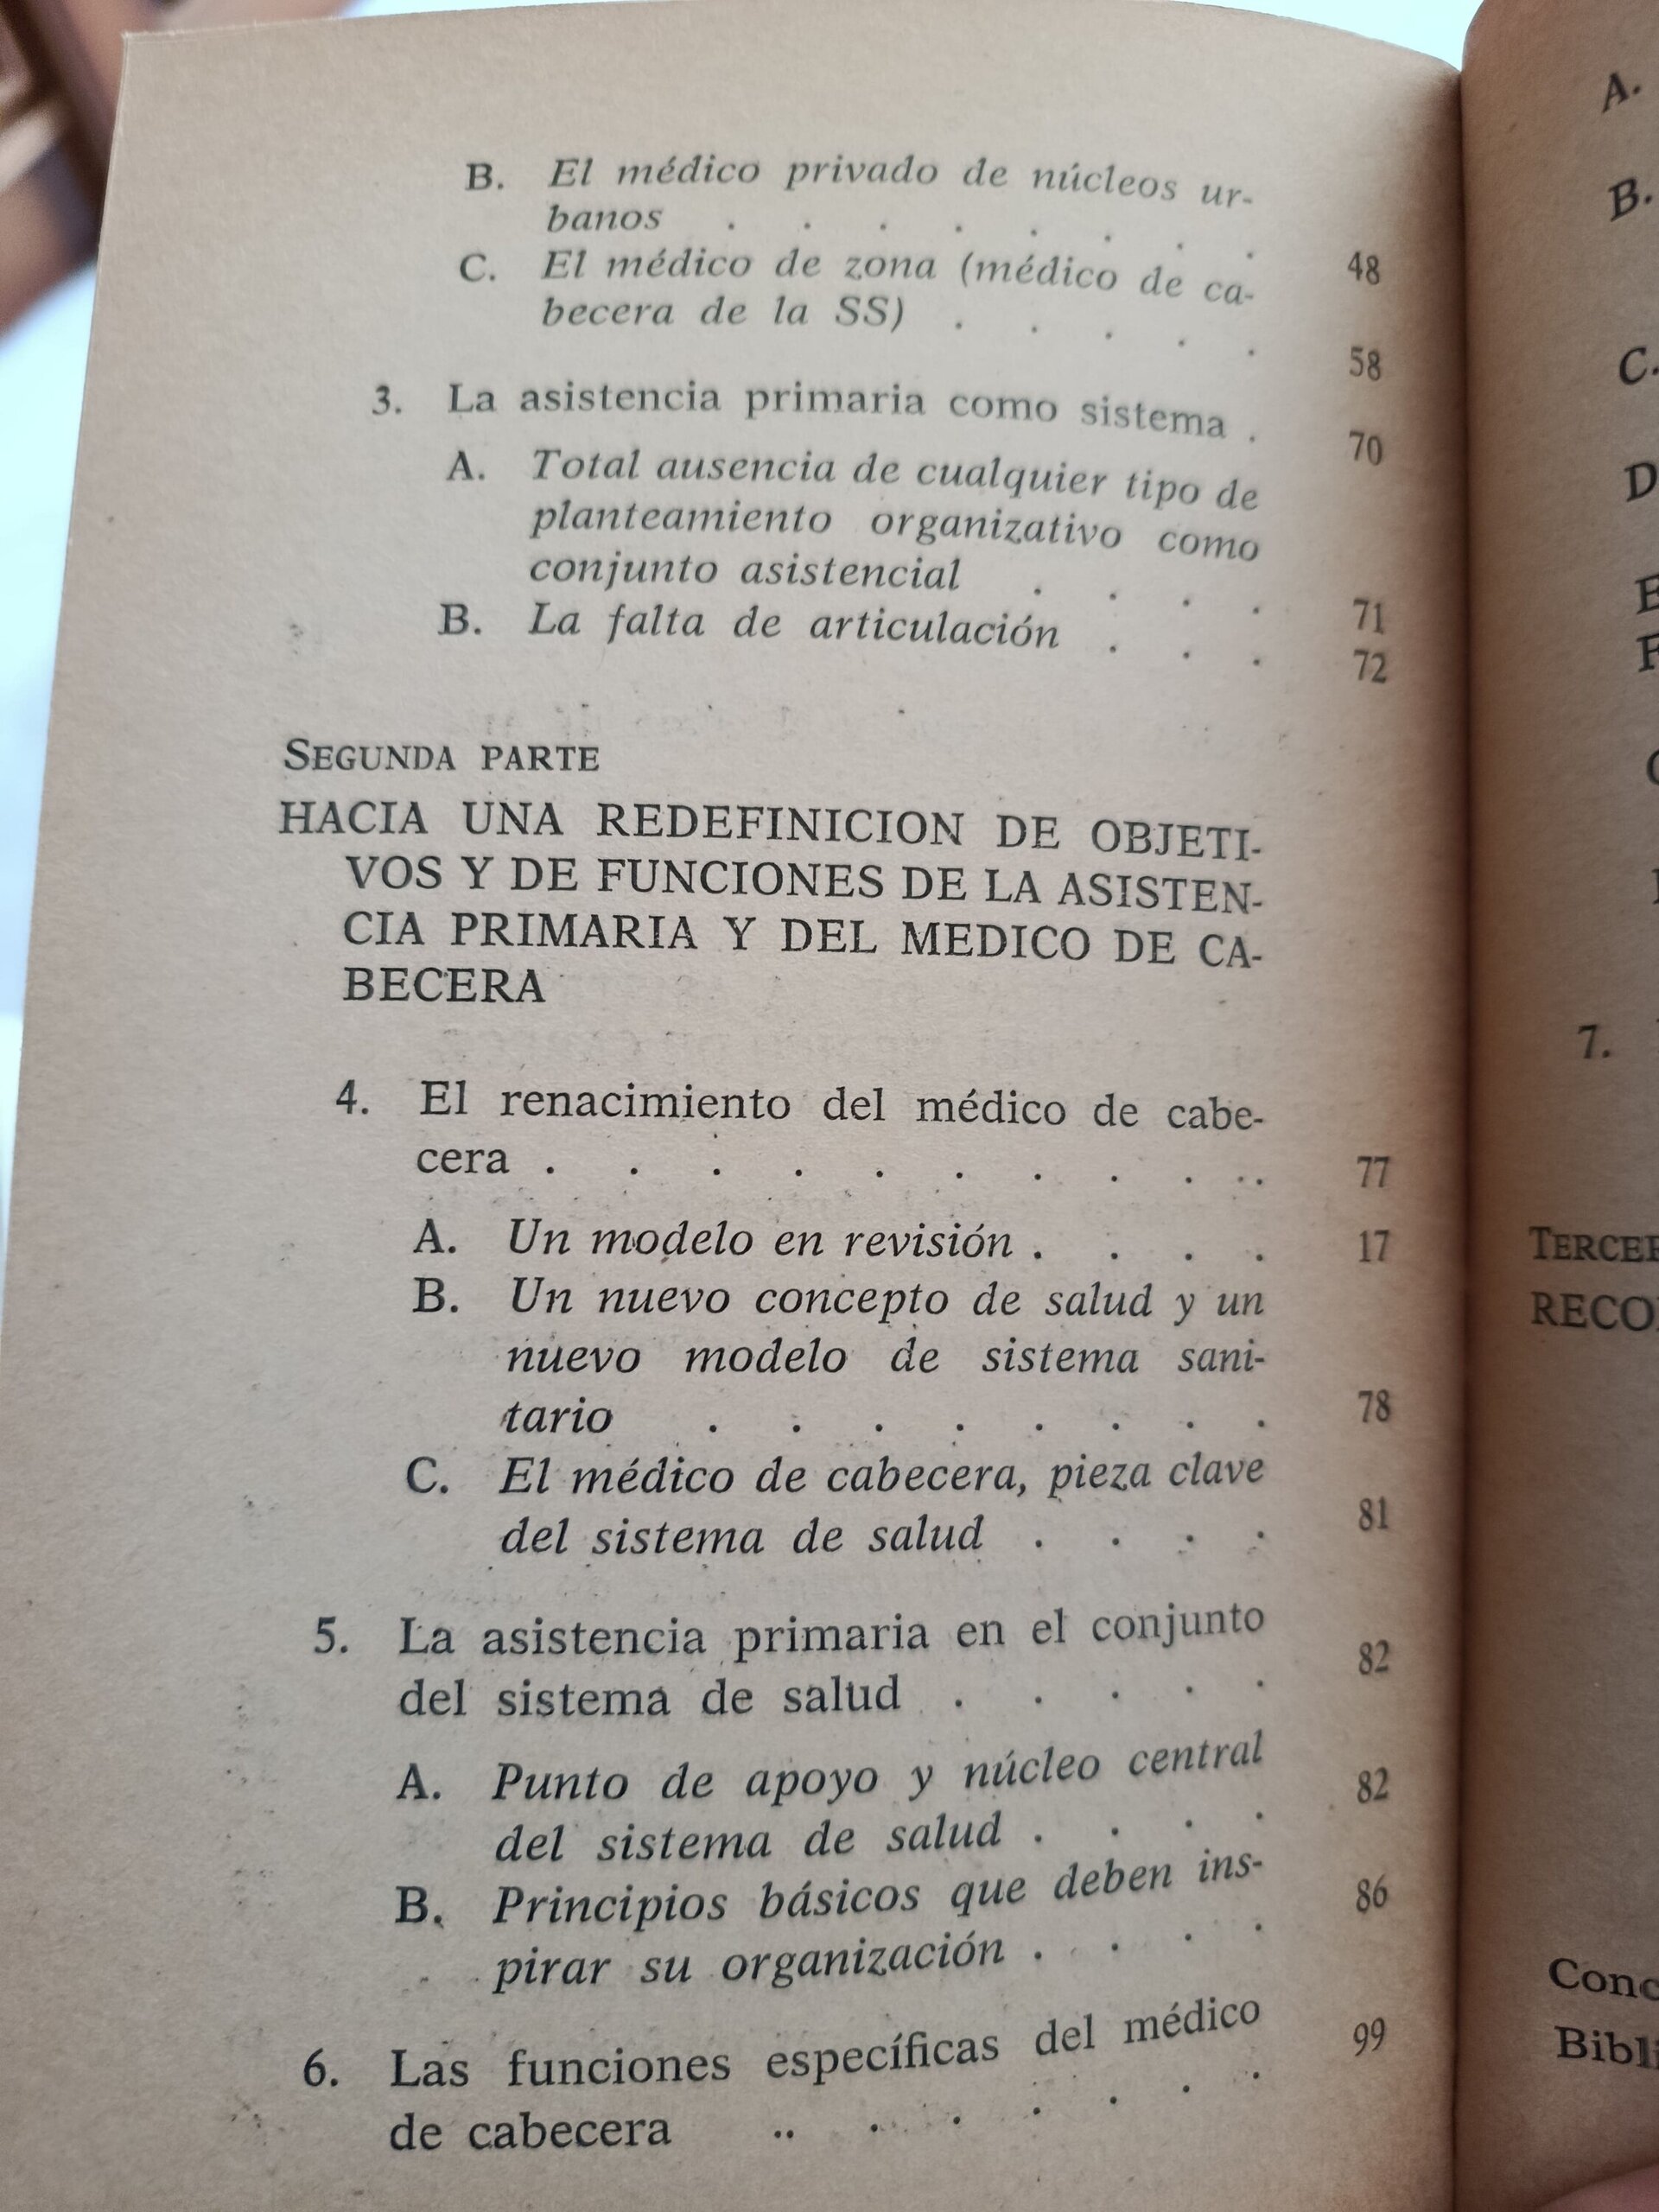 B. El médico privado de núcleos ur-
banos . . . . . . . . 48
C. El médico de zona (médico de ca-
becera de la SS) . . . . . 58
3. La asistencia primaria como sistema . 70
A. Total ausencia de cualquier tipo de
planteamiento organizativo como
conjunto asistencial . . . . 71
B. La falta de articulación . . . 72
SEGUNDA PARTE
HACIA UNA REDEFINICION DE OBJETI-
VOS Y DE FUNCIONES DE LA ASISTEN-
CIA PRIMARIA Y DEL MEDICO DE CA-
BECERA
4. El renacimiento del médico de cabe-
cera . . . . . . . . . . . 77
A. Un modelo en revisión . . . . 17
B. Un nuevo concepto de salud y un
nuevo modelo de sistema sani-
tario . . . . . . . . 78
C. El médico de cabecera, pieza clave
del sistema de salud . . . . 81
5. La asistencia primaria en el conjunto
del sistema de salud . . . . . 82
A. Punto de apoyo y núcleo central
del sistema de salud . . . . 82
B. Principios básicos que deben ins-
pirar su organización . . . . 86
6. Las funciones específicas del médico
de cabecera .. . . . . . . 99
A.
B.
C.
D
E
F
7.